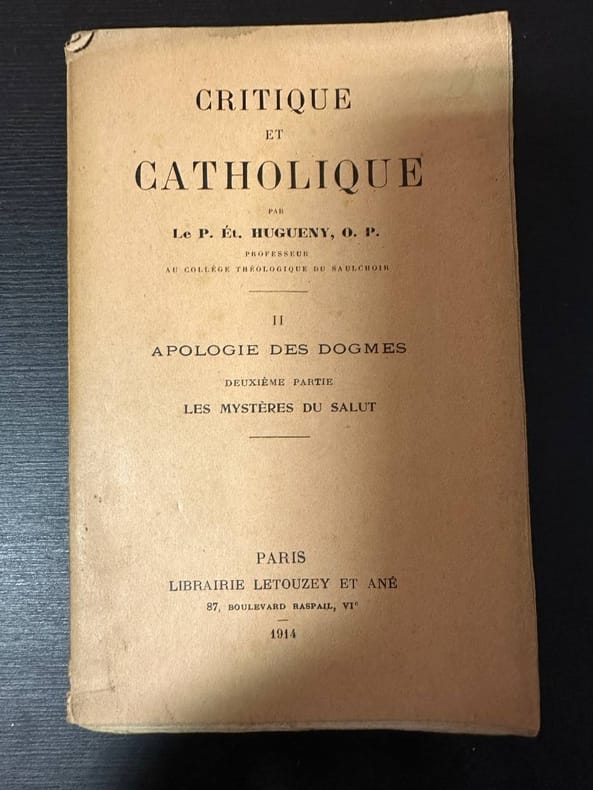 CRITIQUE
ET
CATHOLIQUE
PAR
Le P. Ét. HUGUENY, O. P.
PROFESSEUR
AU COLLÈGE THÉOLOGIQUE DU SAULCHOIR
II
APOLOGIE DES DOGMES
DEUXIÈME PARTIE
LES MYSTÈRES DU SALUT
PARIS
LIBRAIRIE LETOUZEY ET ANÉ
87, BOULEVARD RASPAIL, VIᵉ
1914